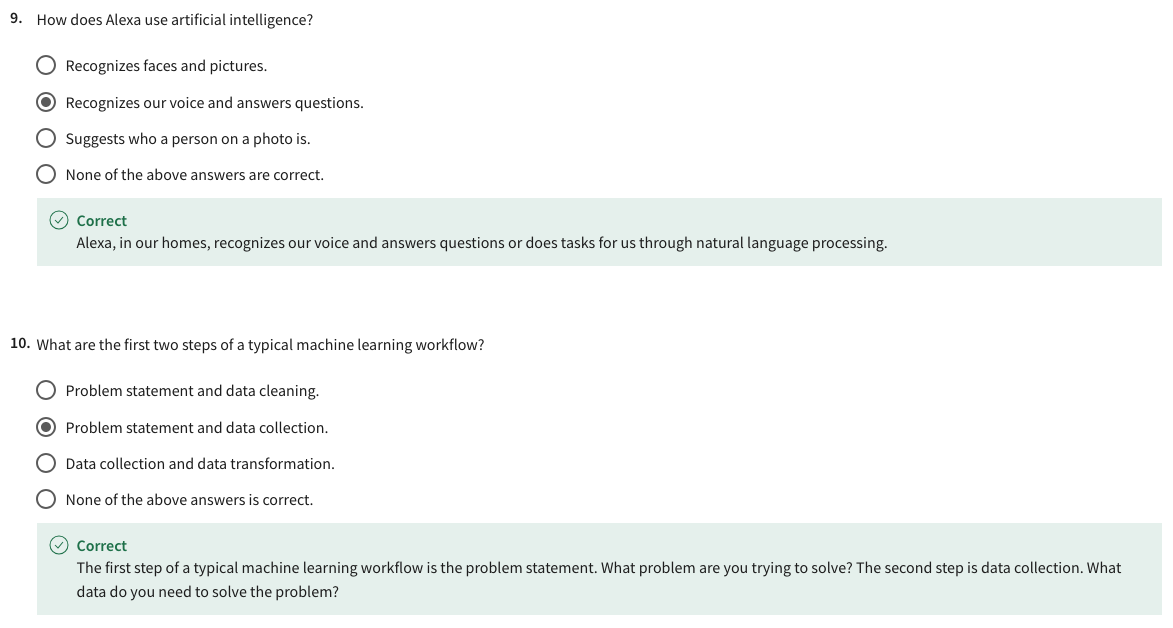 9. How does Alexa use artificial intelligence?
Recognizes faces and pictures.
Recognizes our voice and answers questions.
Suggests who a person on a photo is.
None of the above answers are correct.
Correct
Alexa, in our homes, recognizes our voice and answers questions or does tasks for us through natural language processing.
10. What are the first two steps of a typical machine learning workflow?
Problem statement and data cleaning.
Problem statement and data collection.
Data collection and data transformation.
None of the above answers is correct.
Correct
The first step of a typical machine learning workflow is the problem statement. What problem are you trying to solve? The second step is data collection. What
data do you need to solve the problem?